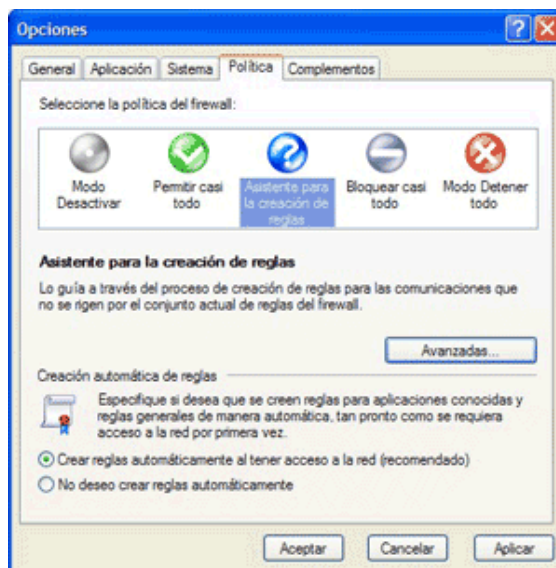 Opciones
General Aplicación Sistema Política Complementos
Seleccione la política del firewall:
Modo Desactivar
Permitir casi todo
Asistente para la creación de reglas
Bloquear casi todo
Modo Detener todo
Asistente para la creación de reglas
Lo guía a través del proceso de creación de reglas para las comunicaciones que
no se rigen por el conjunto actual de reglas del firewall.
Avanzadas...
Creación automática de reglas
Especifique si desea que se creen reglas para aplicaciones conocidas y
reglas generales de manera automática, tan pronto como se requiera
acceso a la red por primera vez.
Crear reglas automáticamente al tener acceso a la red (recomendado)
No deseo crear reglas automáticamente
Aceptar Cancelar Aplicar